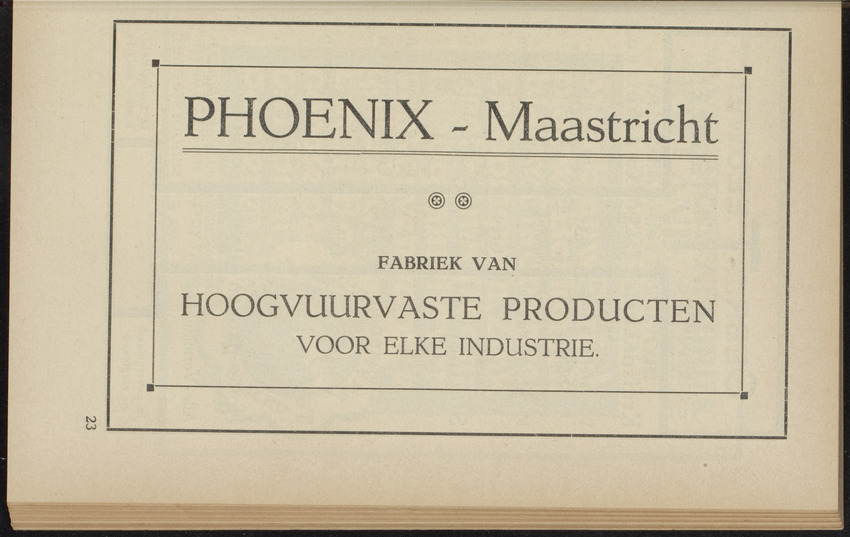 PHOENIX - Maastricht
FABRIEK VAN
HOOGVUURVASTE PRODUCTEN
VOOR ELKE INDUSTRIE.
23